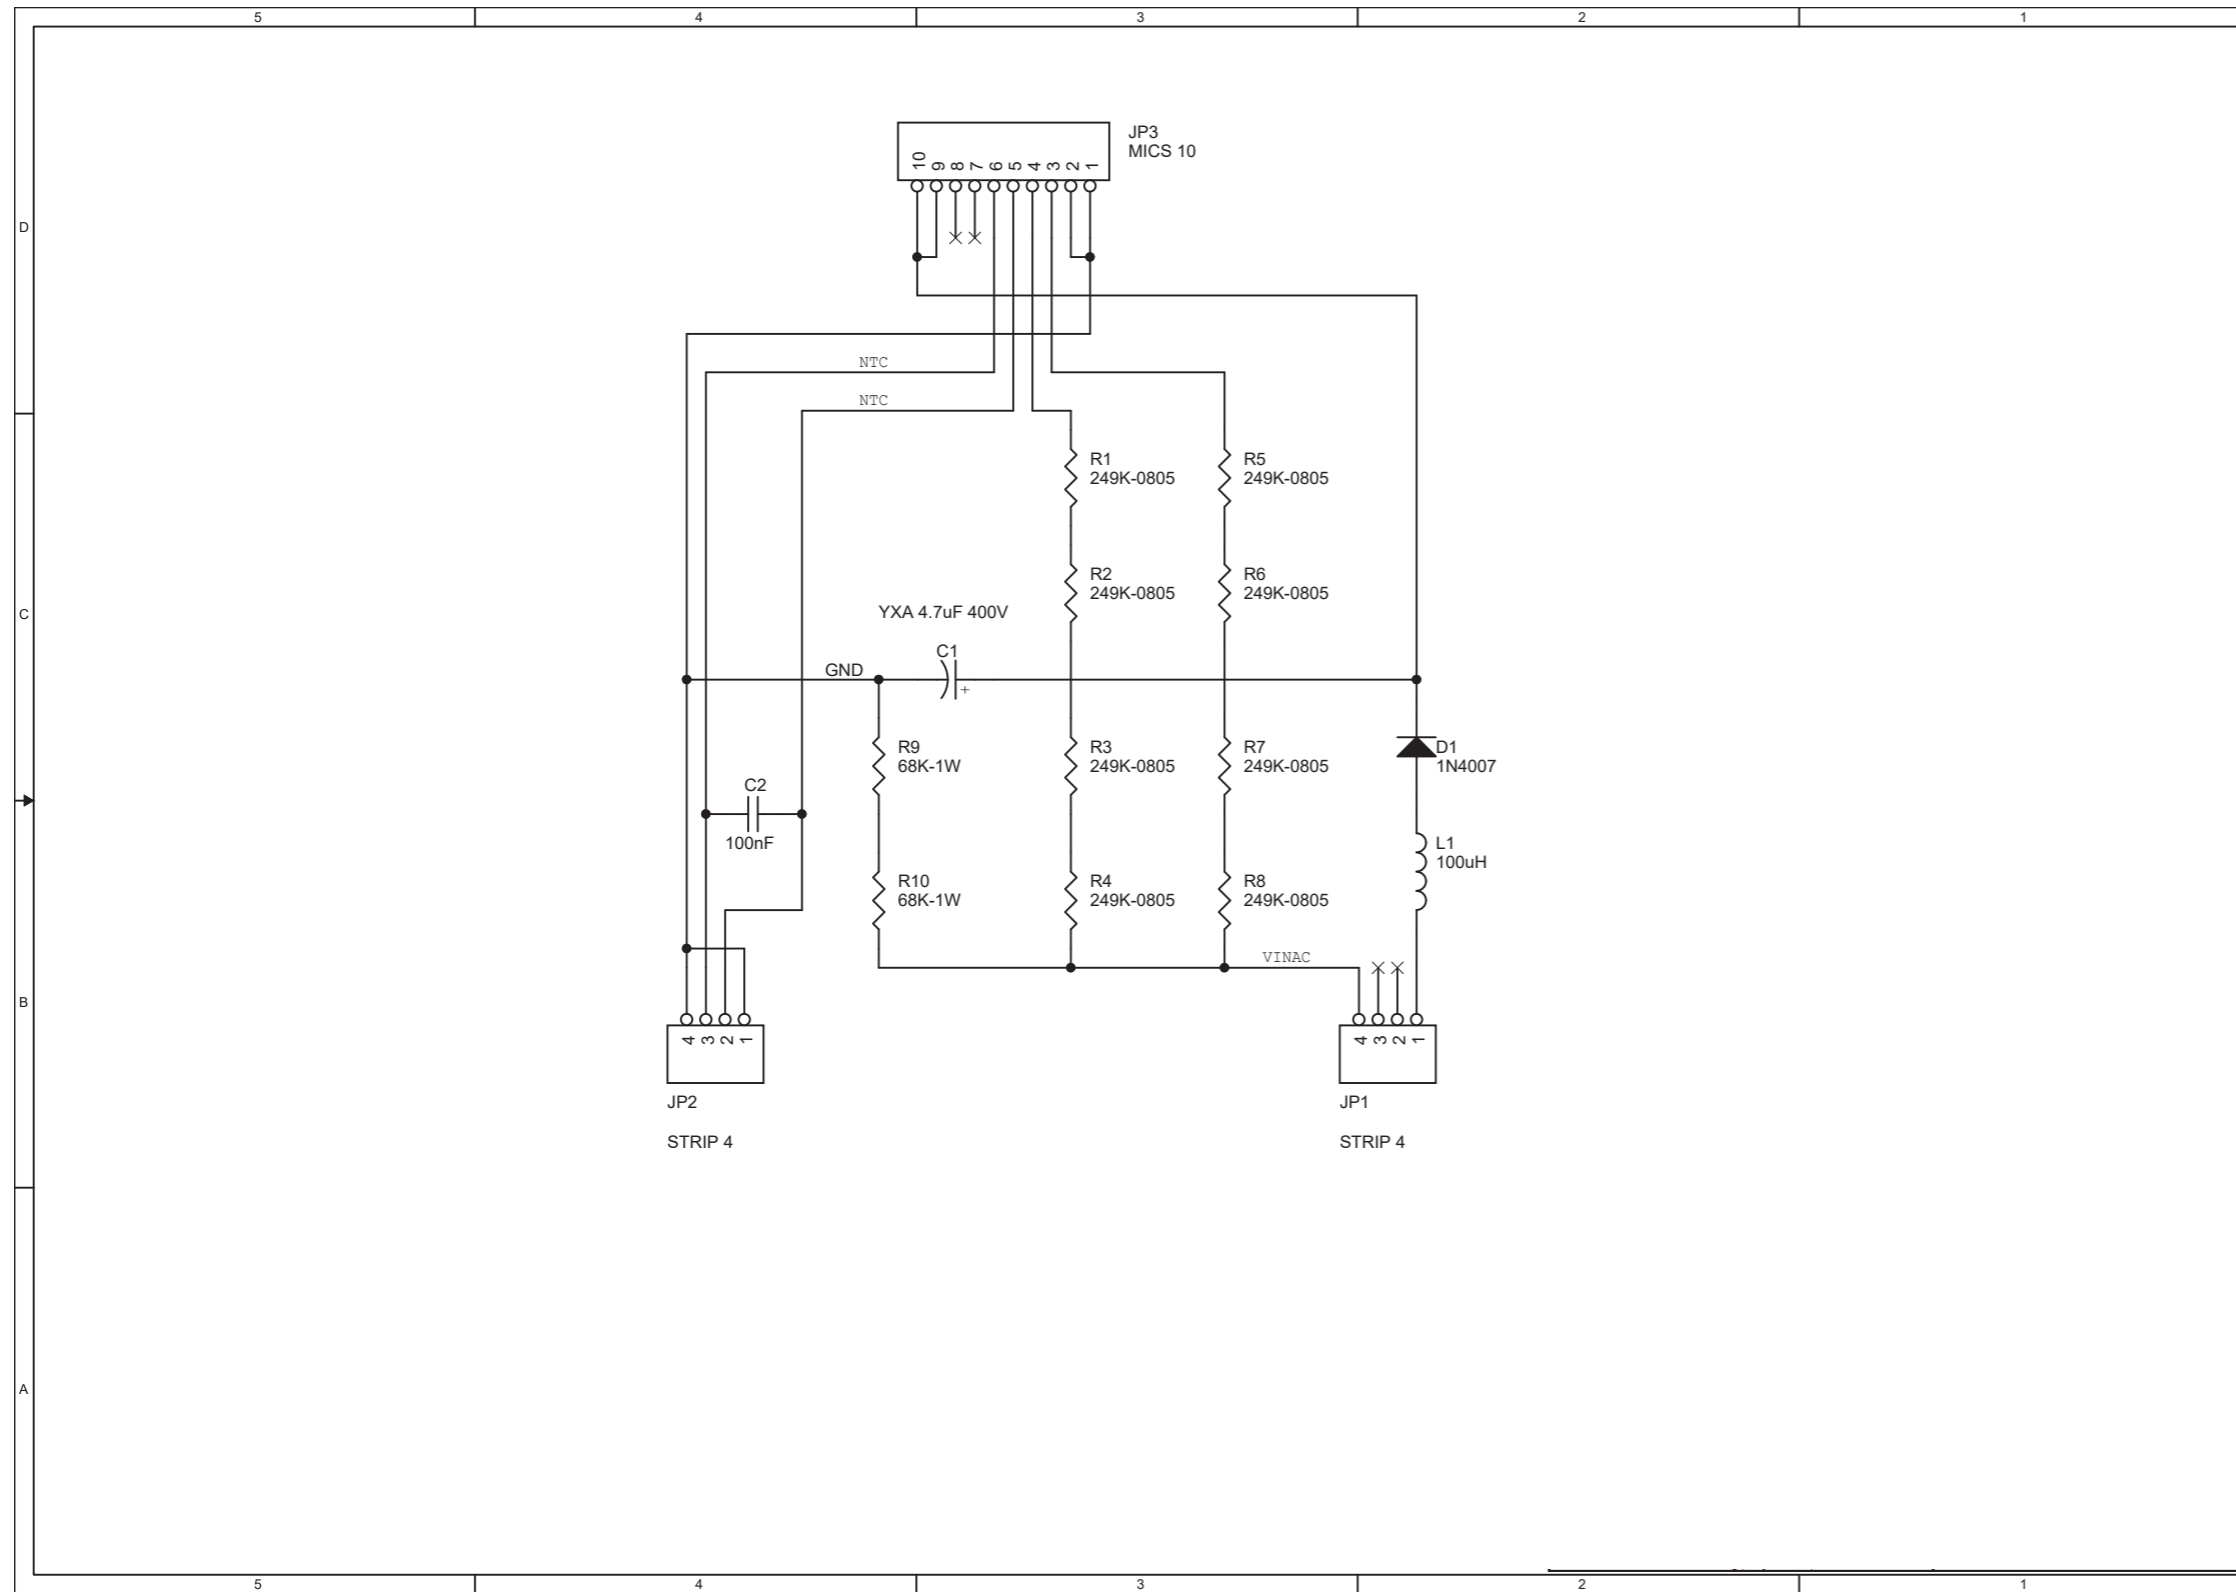 5 4 3 2 1
JP3
MICS 10
10 9 8 7 6 5 4 3 2 1
D
NTC
NTC
R1
249K-0805
R5
249K-0805
R2
249K-0805
R6
249K-0805
C
YXA 4.7uF 400V
C1
GND
+
R9
68K-1W
R3
249K-0805
R7
249K-0805
D1
1N4007
C2
100nF
L1
100uH
R10
68K-1W
R4
249K-0805
R8
249K-0805
VINAC
B
4 3 2 1
4 3 2 1
JP2
JP1
STRIP 4
STRIP 4
A
5 4 3 2 1